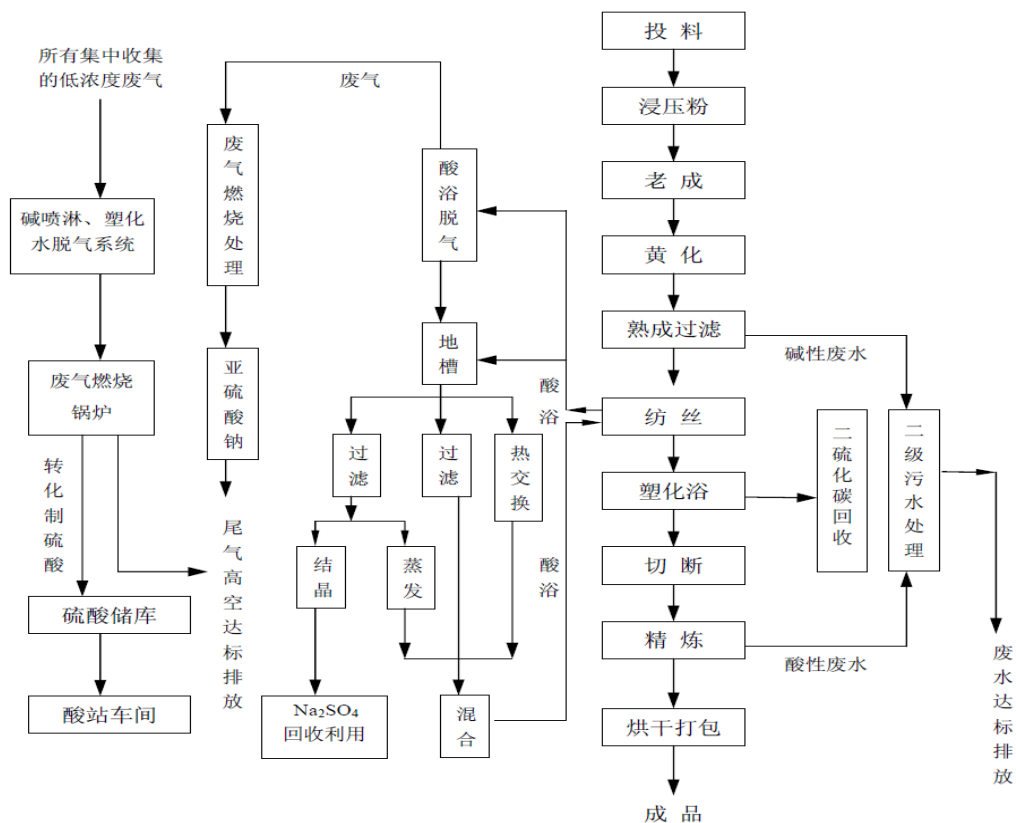 所有集中收集
的低浓度废气
碱喷淋、塑化
水脱气系统
废气燃烧
锅炉
转化制硫酸
硫酸储库
酸站车间
废气
废气燃烧处理
亚硫酸钠
尾气高空达标排放
酸浴脱气
地槽
过滤
过滤
热交换
结晶
蒸发
Na₂SO₄
回收利用
混合
酸浴
酸浴
投料
浸压粉
老成
黄化
熟成过滤
纺丝
塑化浴
切断
精炼
烘干打包
成品
碱性废水
二硫化碳回收
二级污水处理
酸性废水
废水达标排放